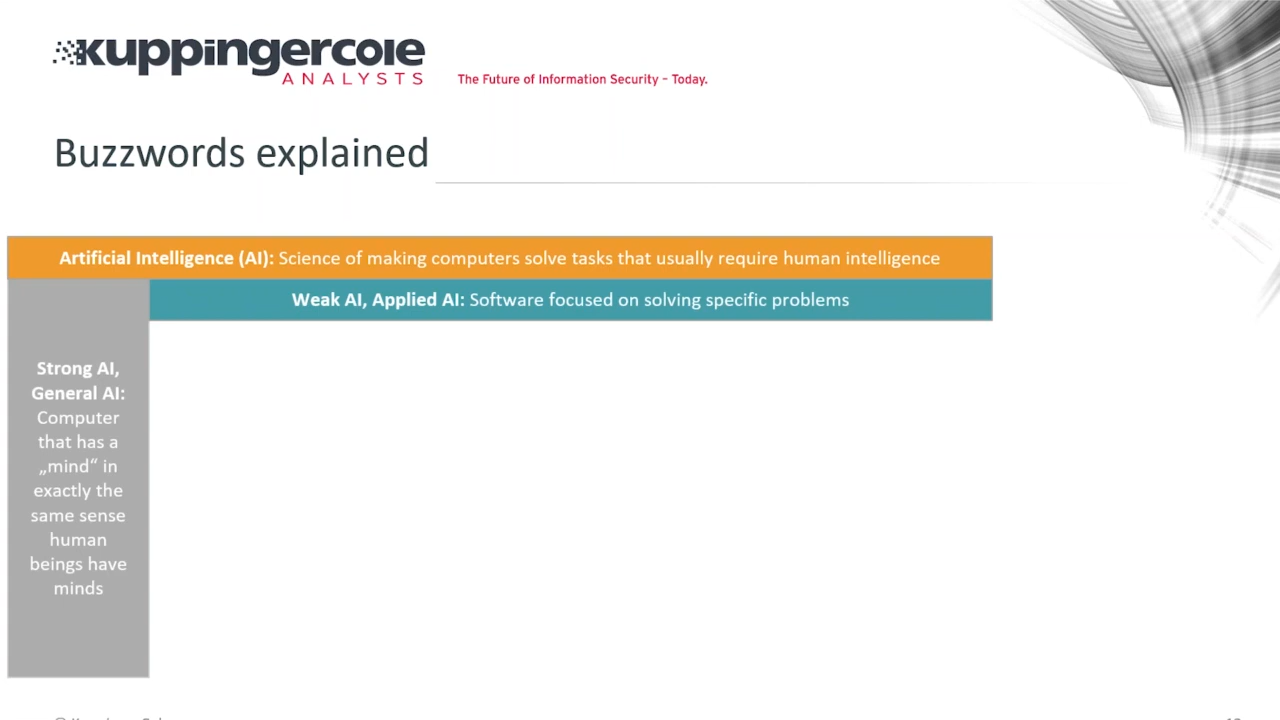 kuppingercole
ANALYSTS
The Future of Information Security – Today.
Buzzwords explained
Artificial Intelligence (AI): Science of making computers solve tasks that usually require human intelligence
Weak AI, Applied AI: Software focused on solving specific problems
Strong AI,
General AI:
Computer
that has a
„mind“ in
exactly the
same sense
human
beings have
minds